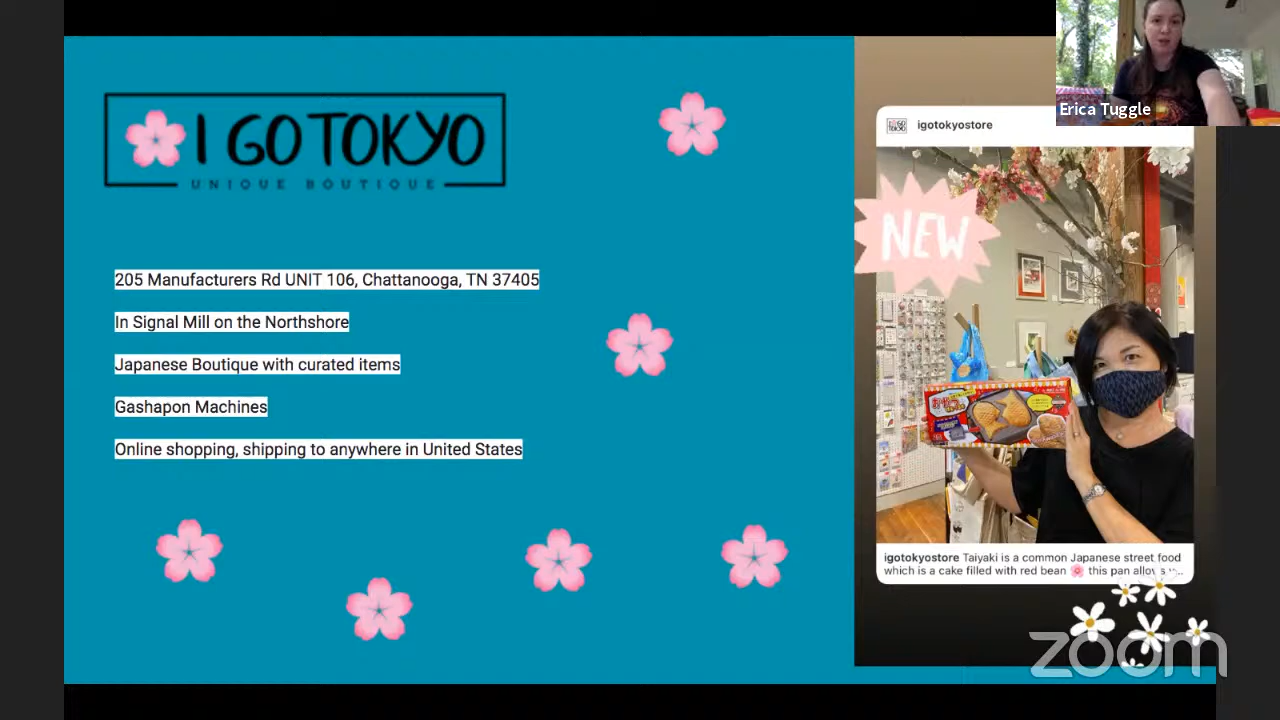 I GO TOKYO
UNIQUE BOUTIQUE
205 Manufacturers Rd UNIT 106, Chattanooga, TN 37405
In Signal Mill on the Northshore
Japanese Boutique with curated items
Gashapon Machines
Online shopping, shipping to anywhere in United States
Erica Tuggle
igotokyostore
NEW
igotokyostore Taiyaki is a common Japanese street food
which is a cake filled with red bean 🌸 this pan allows
zoom